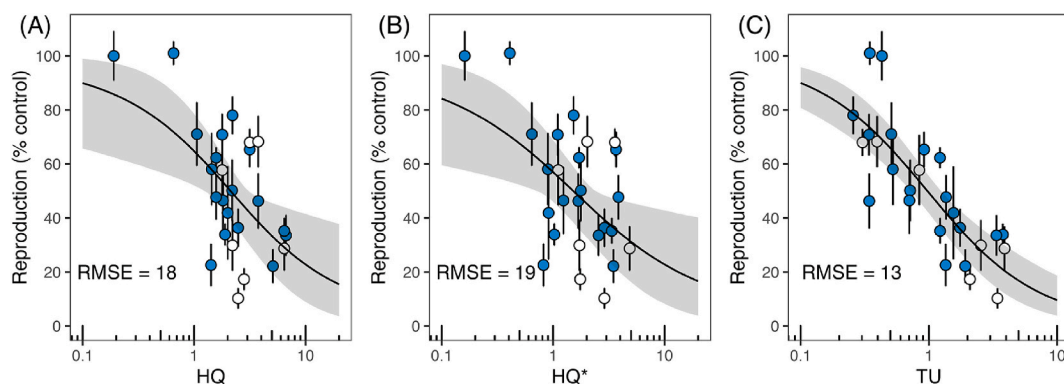 (A)
Reproduction (% control)
100
80
60
40
20
0
RMSE = 18
0.1
1
10
HQ
(B)
Reproduction (% control)
100
80
60
40
20
0
RMSE = 19
0.1
1
10
HQ*
(C)
Reproduction (% control)
100
80
60
40
20
0
RMSE = 13
0.1
1
10
TU